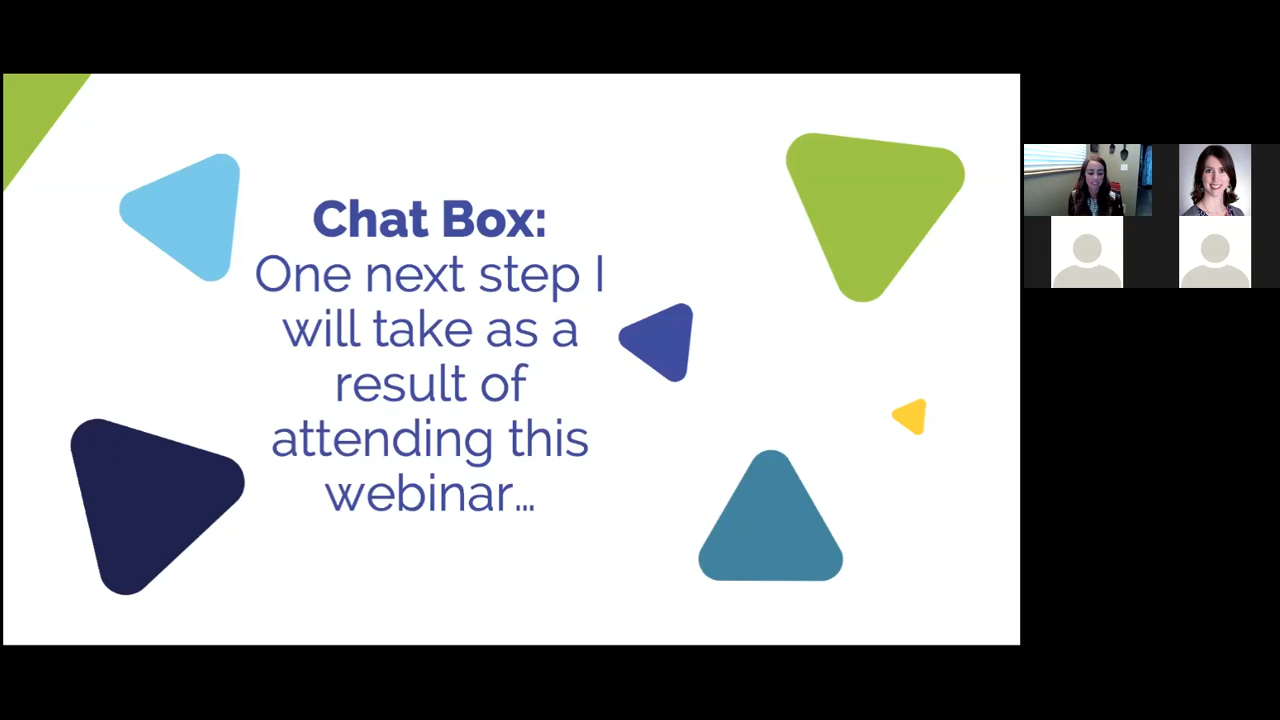 Chat Box:
One next step I
will take as a
result of
attending this
webinar...